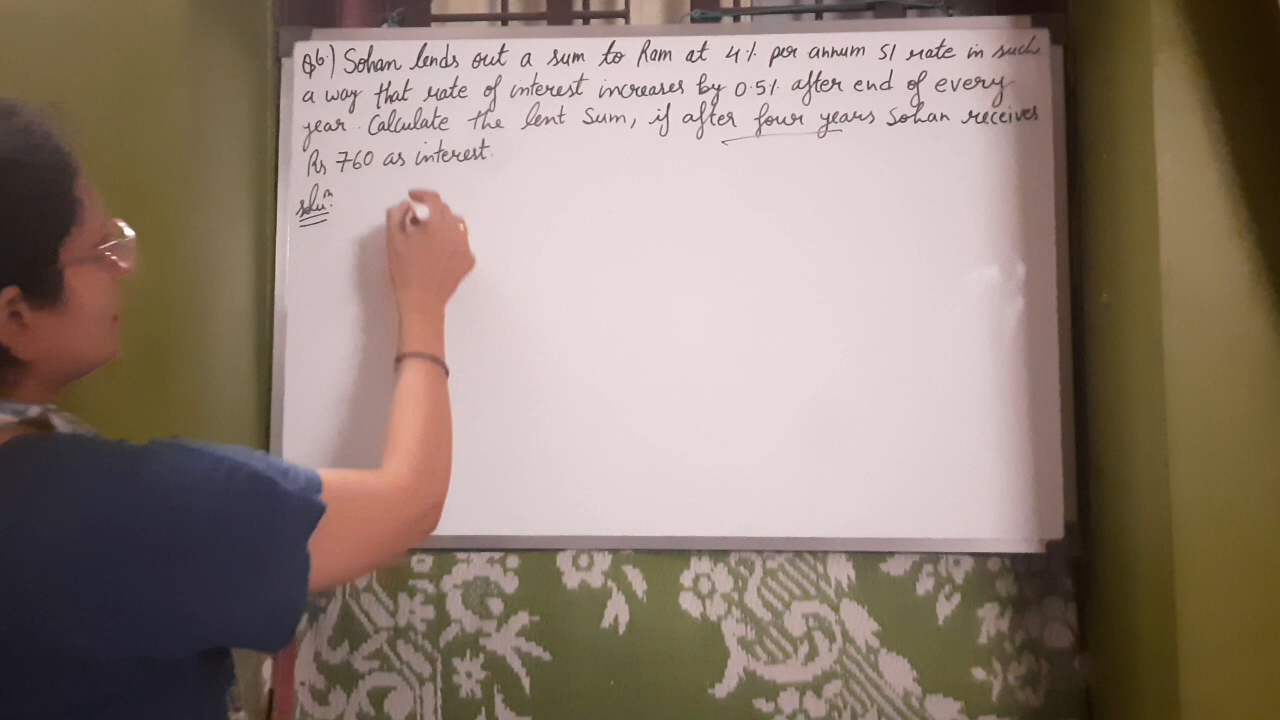 Q6.) Sohan lends out a sum to Ram at 4% per annum SI rate in such
a way that rate of interest increases by 0.5% after end of every
year. Calculate the lent Sum, if after four years Sohan receives
Rs 760 as interest.
soluⁿ: